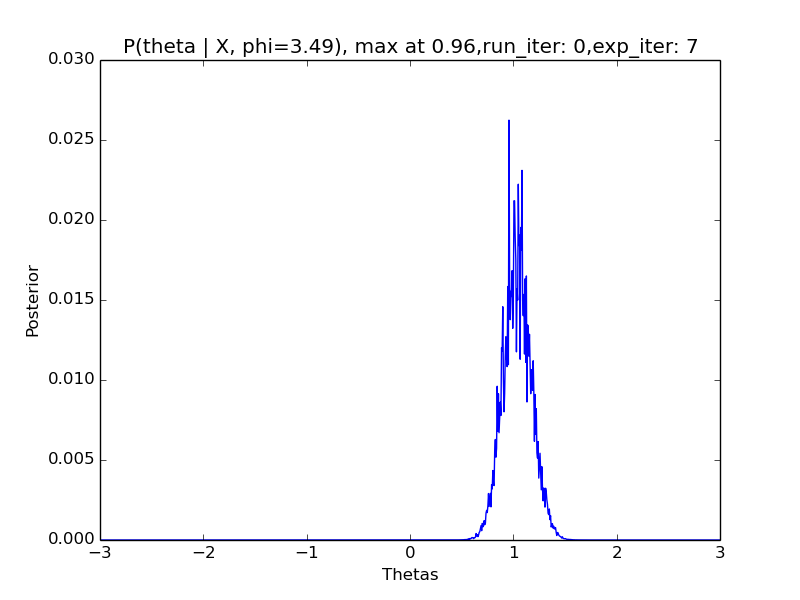 P(theta | X, phi=3.49), max at 0.96,run_iter: 0,exp_iter: 7
0.030
0.025
0.020
0.015
0.010
0.005
0.000
Posterior
−3 −2 −1 0 1 2 3
Thetas